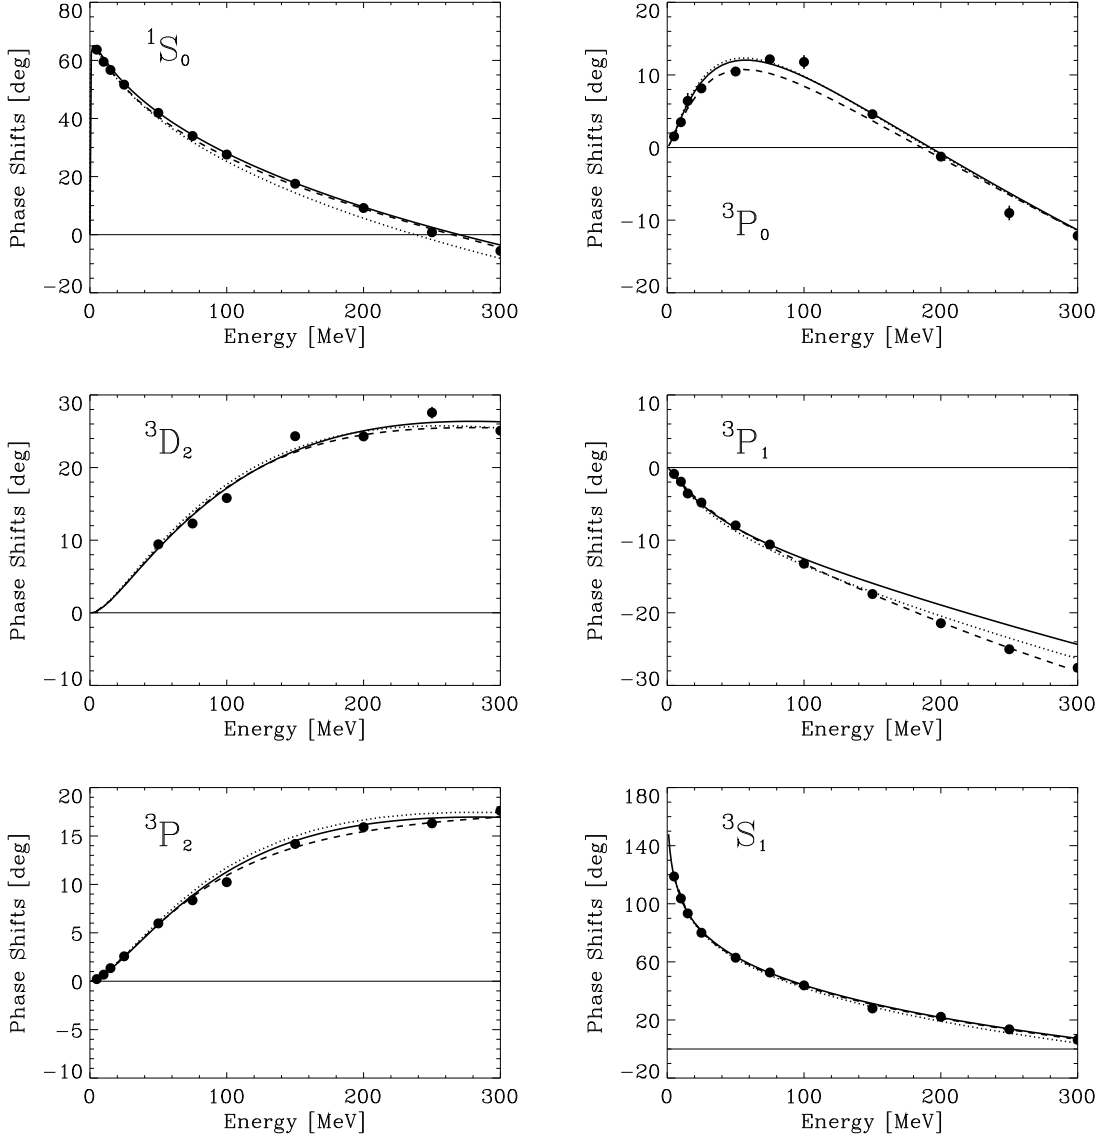 80
60
40
20
0
−20
Phase Shifts [deg]
¹S₀
0 100 200 300
Energy [MeV]
20
10
0
−10
−20
Phase Shifts [deg]
³P₀
0 100 200 300
Energy [MeV]
30
20
10
0
−10
Phase Shifts [deg]
³D₂
0 100 200 300
Energy [MeV]
10
0
−10
−20
−30
Phase Shifts [deg]
³P₁
0 100 200 300
Energy [MeV]
20
15
10
5
0
−5
−10
Phase Shifts [deg]
³P₂
0 100 200 300
Energy [MeV]
180
140
100
60
20
−20
Phase Shifts [deg]
³S₁
0 100 200 300
Energy [MeV]